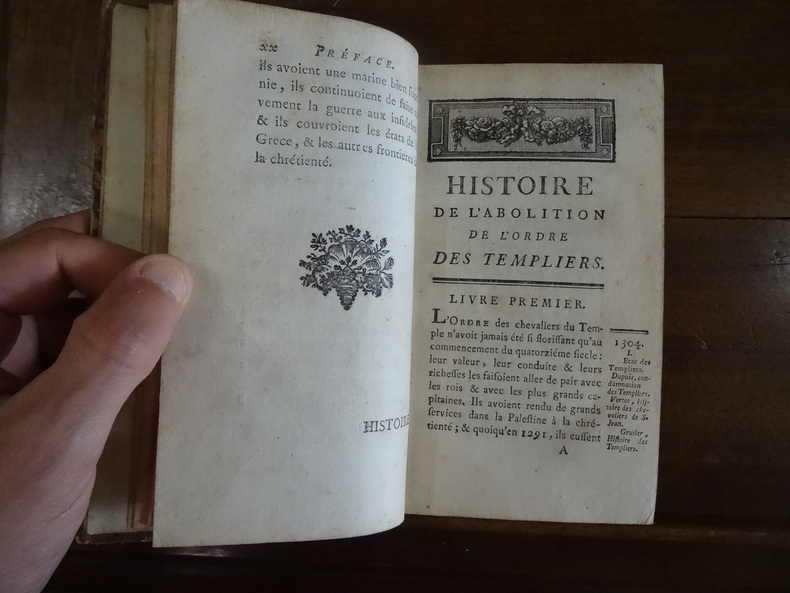 xx PRÉFACE.
ils avoient une marine bien
nie, ils continuoient de faire
vement la guerre aux infideles
& ils couvroient les états de
Grece, & les autres frontieres
la chrétienté.
HISTOIRE
HISTOIRE
DE L'ABOLITION
DE L'ORDRE
DES TEMPLIERS.
LIVRE PREMIER.
L'ORDRE des chevaliers du Tem-
ple n'avoit jamais été si florissant qu'au
commencement du quatorziéme siecle:
leur valeur, leur conduite & leurs
richesses les faisoient aller de pair avec
les rois & avec les plus grands ca-
pitaines. Ils avoient rendu de grands
services dans la Palestine à la chré-
tienté; & quoiqu'en 1291, ils eussent
A
1304.
I.
Etat des
Templiers.
Dupuis, con-
damnation
des Templiers.
Vertot, His-
toire des che-
valiers de S.
Jean.
Grutler,
Histoire des
Templiers.